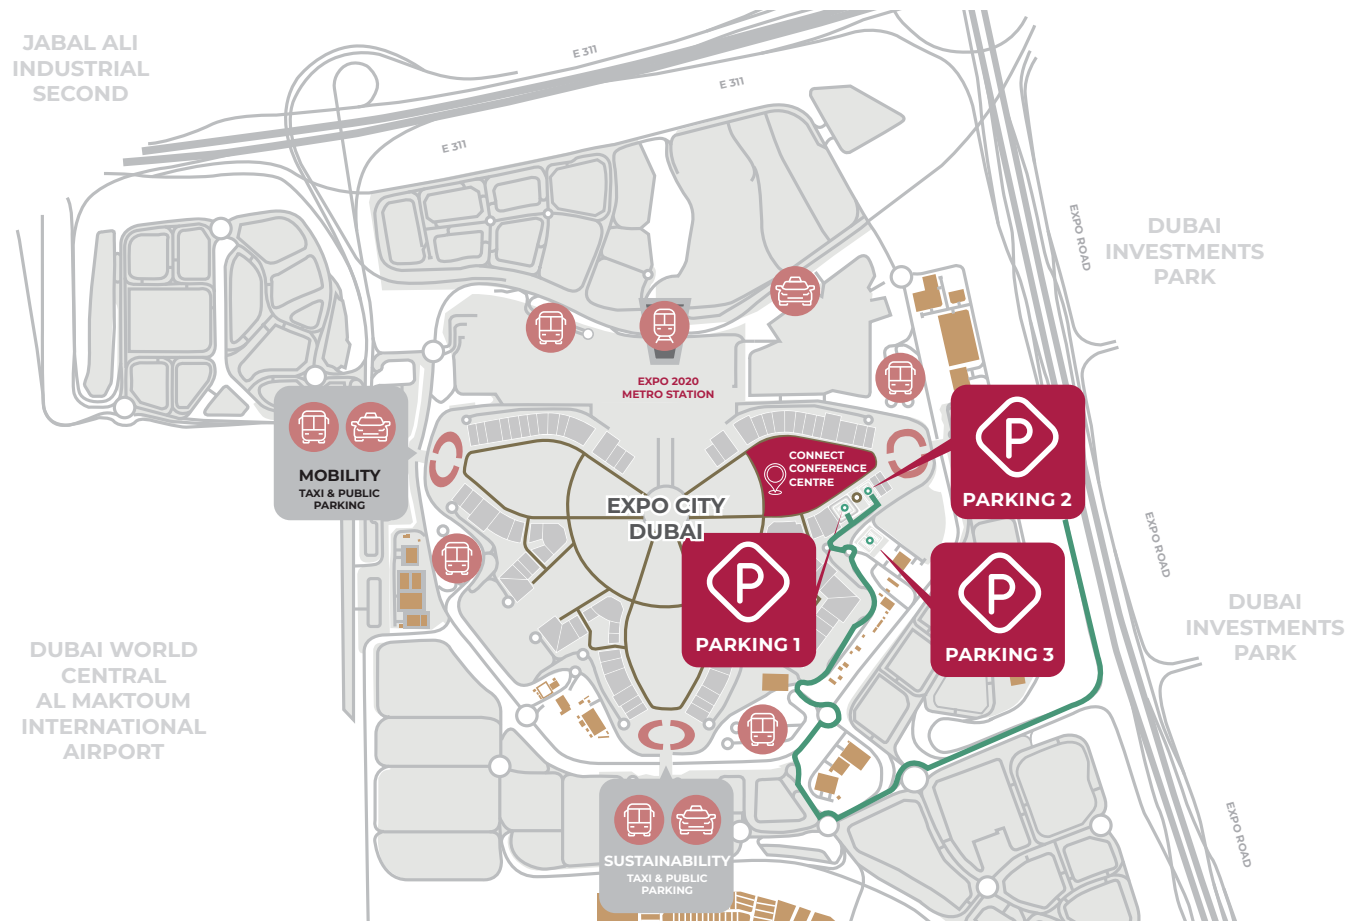 JABAL ALI
INDUSTRIAL
SECOND
E 311
E 311
E 311
EXPO ROAD
DUBAI
INVESTMENTS
PARK
EXPO 2020
METRO STATION
MOBILITY
TAXI & PUBLIC
PARKING
CONNECT
CONFERENCE
CENTRE
P
PARKING 2
EXPO CITY
DUBAI
P
PARKING 1
P
PARKING 3
EXPO ROAD
DUBAI
INVESTMENTS
PARK
DUBAI WORLD
CENTRAL
AL MAKTOUM
INTERNATIONAL
AIRPORT
EXPO ROAD
SUSTAINABILITY
TAXI & PUBLIC
PARKING